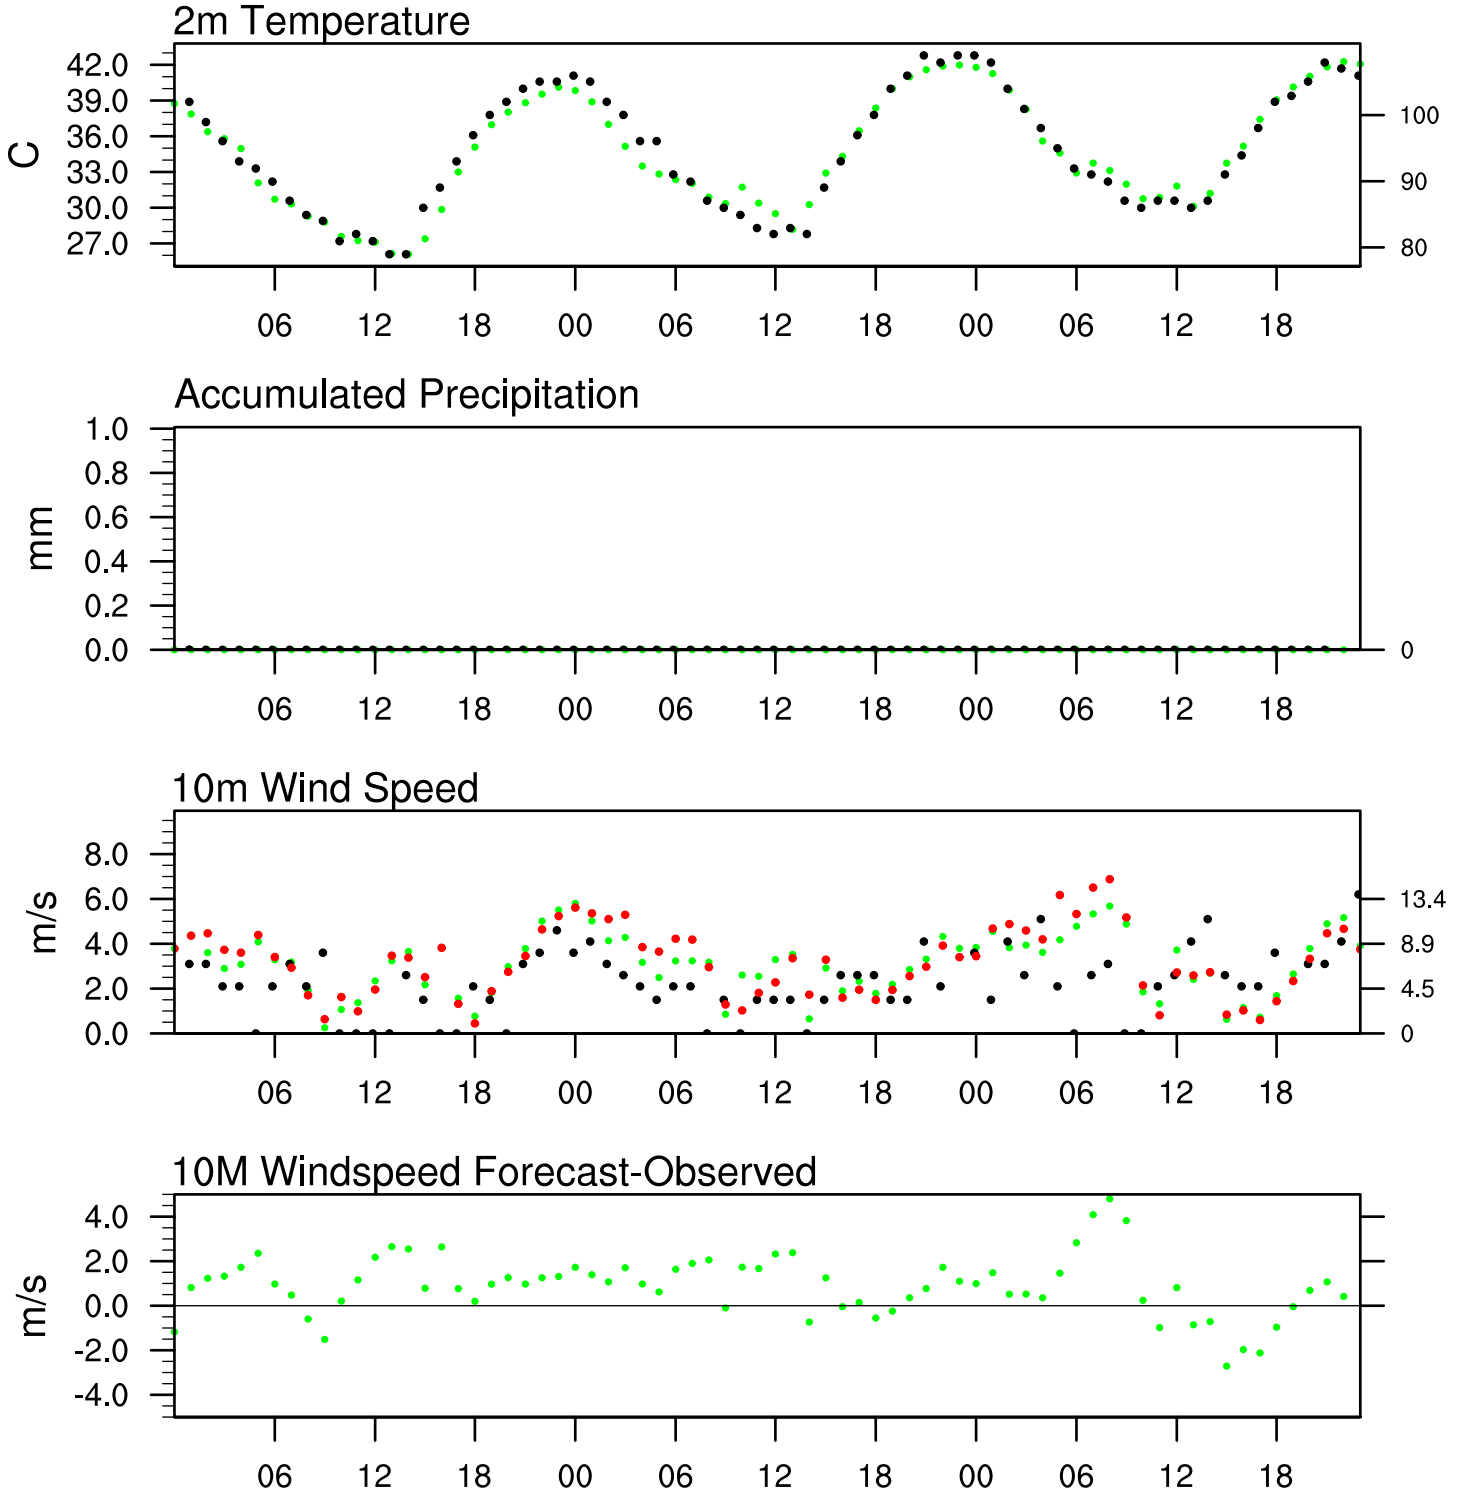 2m Temperature
42.0
39.0
36.0
33.0
30.0
27.0
C
100
90
80
06 12 18 00 06 12 18 00 06 12 18
Accumulated Precipitation
1.0
0.8
0.6
0.4
0.2
0.0
mm
0
06 12 18 00 06 12 18 00 06 12 18
10m Wind Speed
8.0
6.0
4.0
2.0
0.0
m/s
13.4
8.9
4.5
0
06 12 18 00 06 12 18 00 06 12 18
10M Windspeed Forecast-Observed
4.0
2.0
0.0
-2.0
-4.0
m/s
06 12 18 00 06 12 18 00 06 12 18